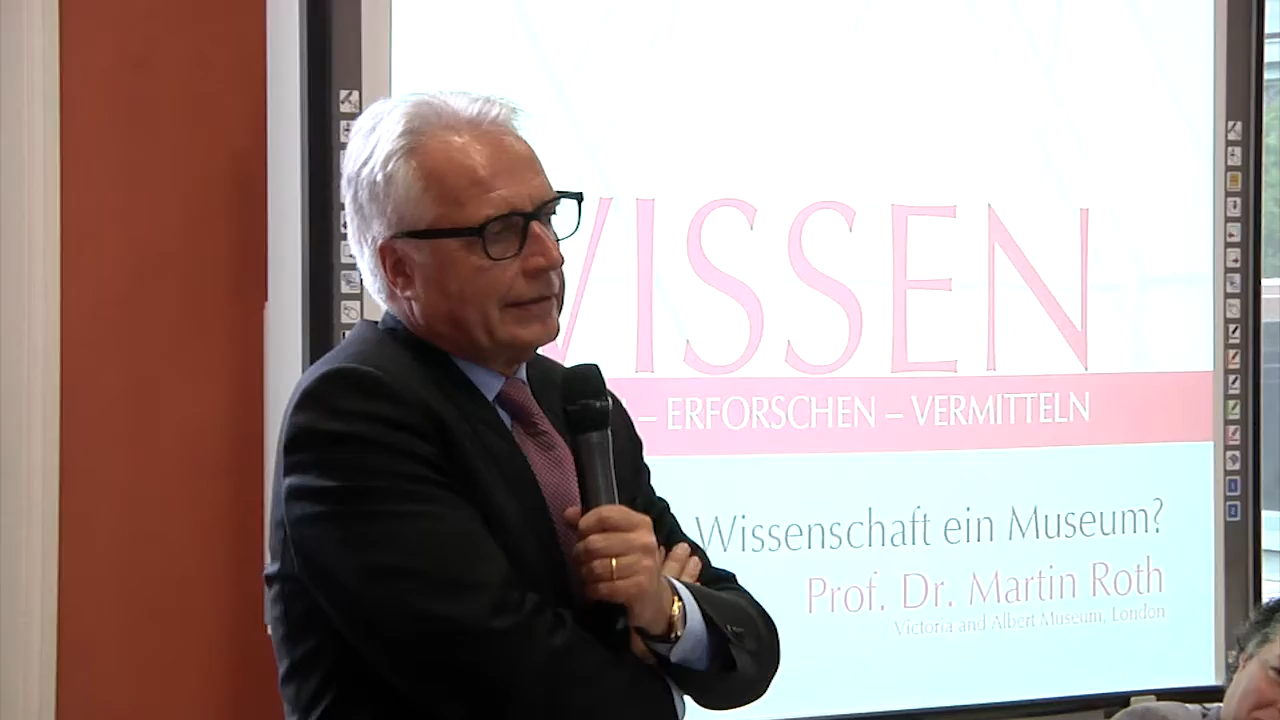 WISSEN
– ERFORSCHEN – VERMITTELN
Wissenschaft ein Museum?
Prof. Dr. Martin Roth
Victoria and Albert Museum, London